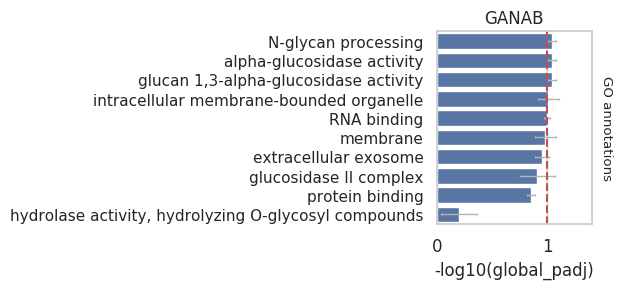 GANAB
N-glycan processing
alpha-glucosidase activity
glucan 1,3-alpha-glucosidase activity
intracellular membrane-bounded organelle
RNA binding
membrane
extracellular exosome
glucosidase II complex
protein binding
hydrolase activity, hydrolyzing O-glycosyl compounds
GO annotations
0 1
-log10(global_padj)